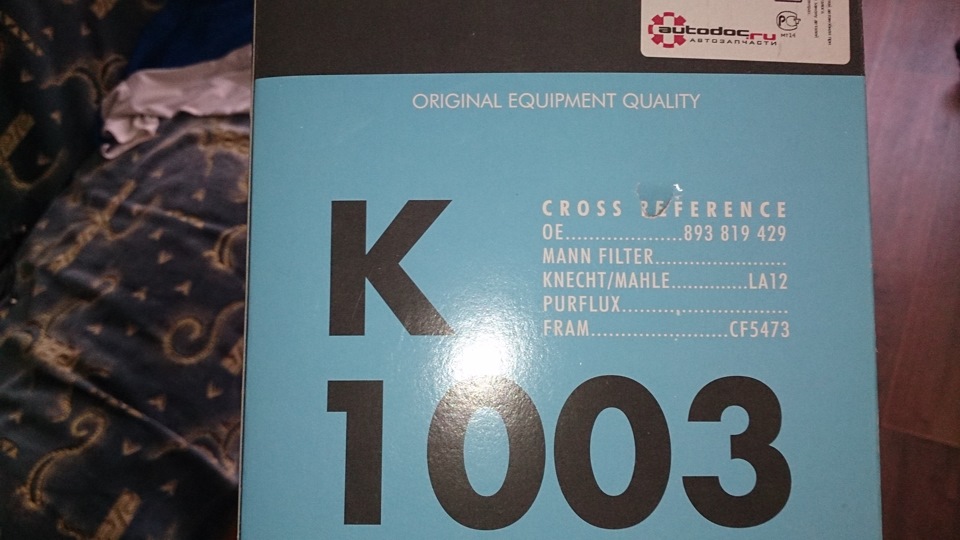 autodoc.ru
АВТОЗАПЧАСТИ
ORIGINAL EQUIPMENT QUALITY
K
1003
CROSS REFERENCE
OE....................893 819 429
MANN FILTER......................
KNECHT/MAHLE.............LA12
PURFLUX............................
FRAM.......................CF5473